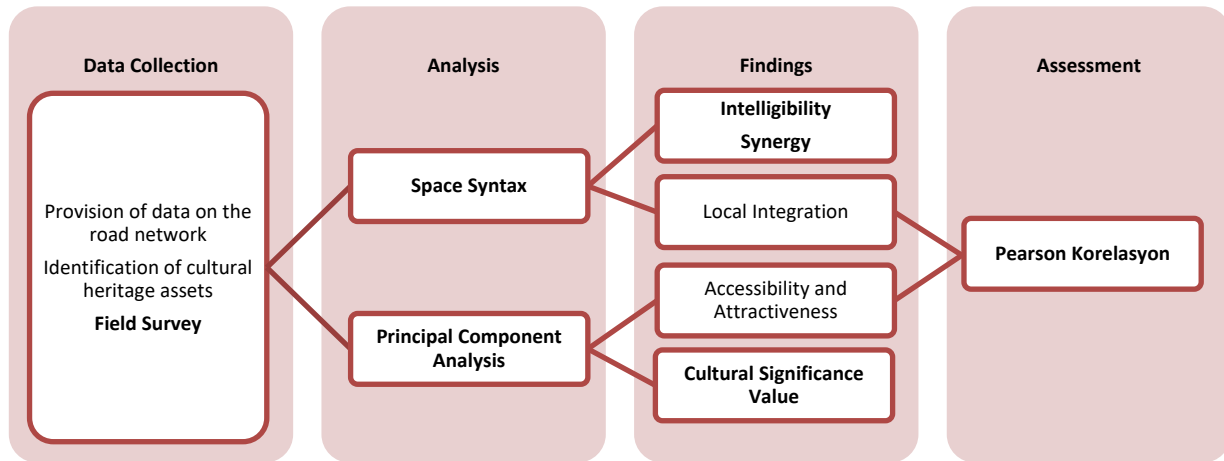 Data Collection
Provision of data on the
road network
Identification of cultural
heritage assets
Field Survey
Analysis
Space Syntax
Principal Component
Analysis
Findings
Intelligibility
Synergy
Local Integration
Accessibility and
Attractiveness
Cultural Significance
Value
Assessment
Pearson Korelasyon